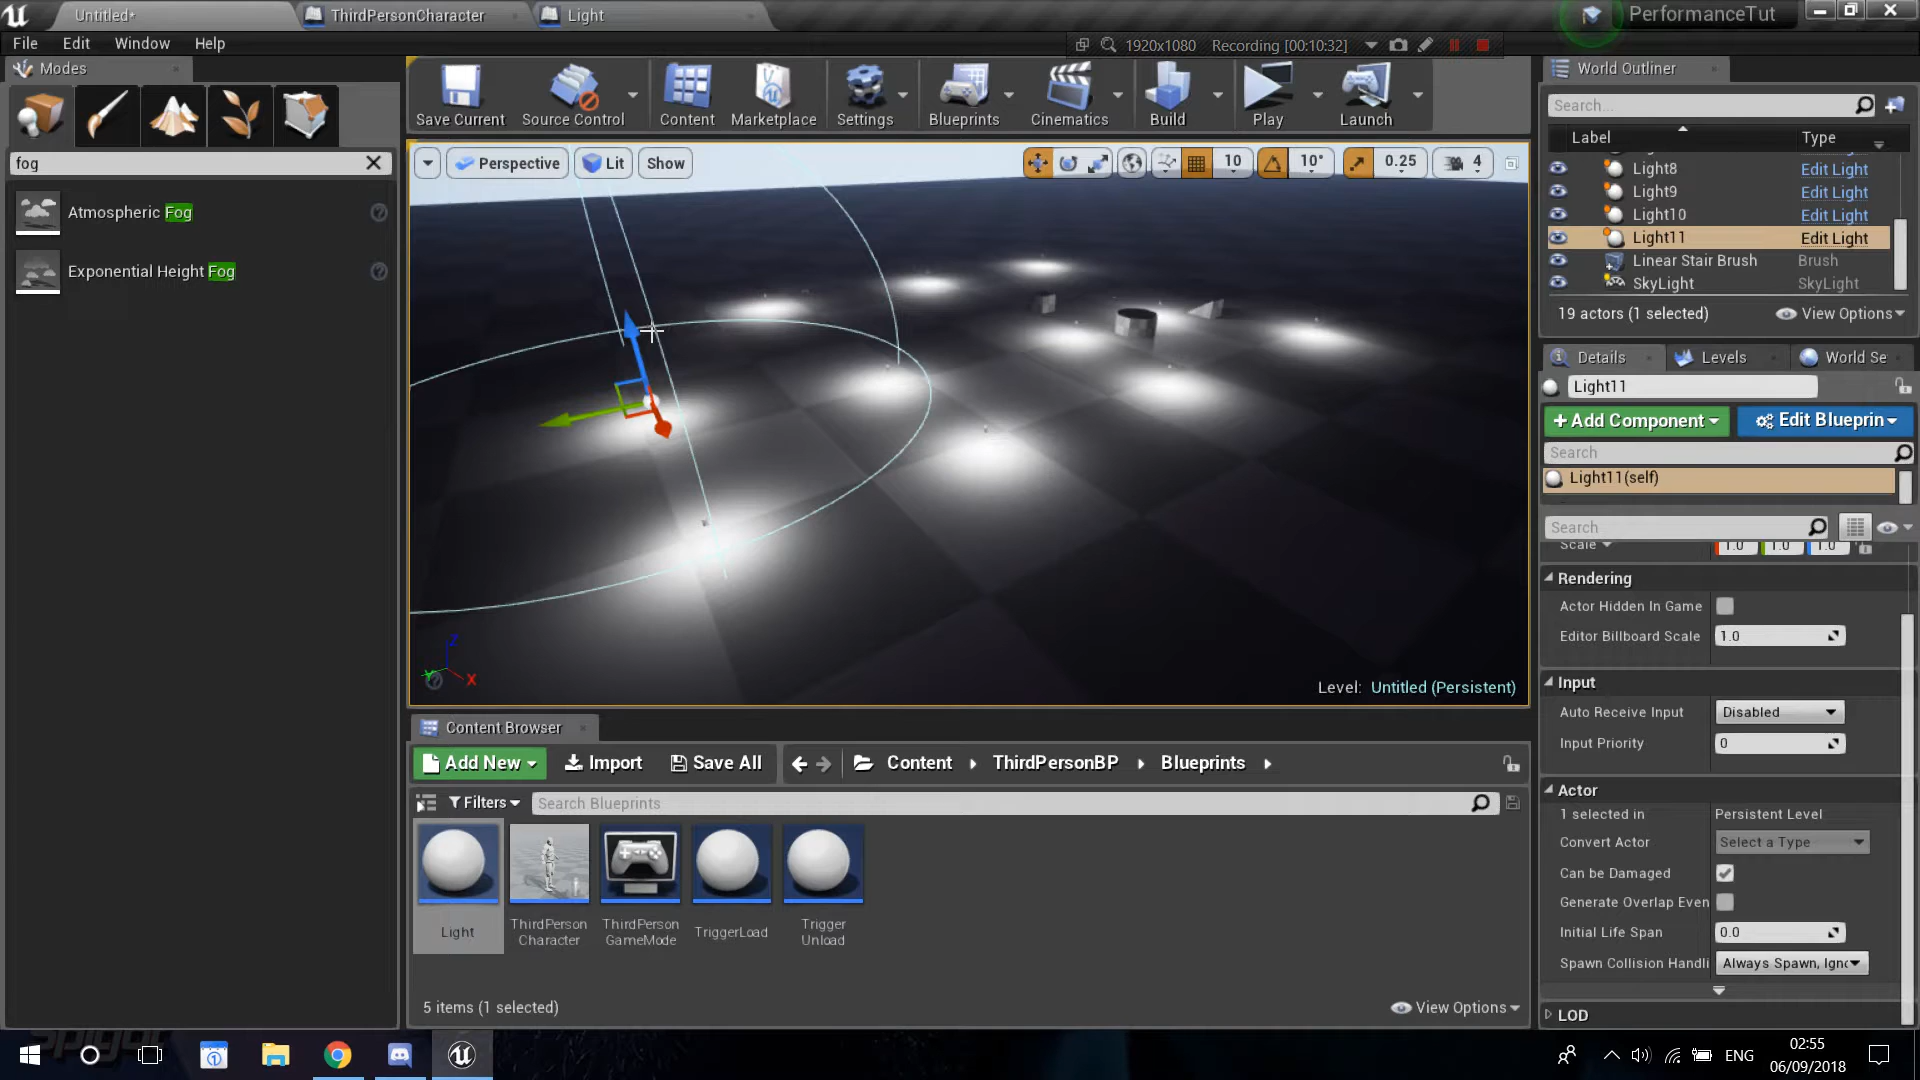 Untitled*
ThirdPersonCharacter
Light
PerformanceTut
File Edit Window Help
1920x1080 Recording [00:10:32]
Modes
World Outliner
Save Current
Source Control
Content
Marketplace
Settings
Blueprints
Cinematics
Build
Play
Launch
Search...
Label Type
fog
Perspective
Lit
Show
10
10°
0.25
4
Atmospheric Fog
Exponential Height Fog
Light8 Edit Light
Light9 Edit Light
Light10 Edit Light
Light11 Edit Light
Linear Stair Brush Brush
SkyLight SkyLight
19 actors (1 selected) View Options
Details
Levels
World Se
Light11
+ Add Component
Edit Blueprin
Search
Light11(self)
Search
Scale 1.0 1.0 1.0
Rendering
Actor Hidden In Game
Editor Billboard Scale 1.0
Input
Auto Receive Input Disabled
Input Priority 0
Actor
1 selected in Persistent Level
Convert Actor Select a Type
Can be Damaged
Generate Overlap Even
Initial Life Span 0.0
Spawn Collision Handli Always Spawn, Ign
LOD
Z
Y
X
Level: Untitled (Persistent)
Content Browser
Add New
Import
Save All
Content
ThirdPersonBP
Blueprints
Filters
Search Blueprints
Light
ThirdPerson
Character
ThirdPerson
GameMode
TriggerLoad
Trigger
Unload
5 items (1 selected)
View Options
ENG
02:55
06/09/2018